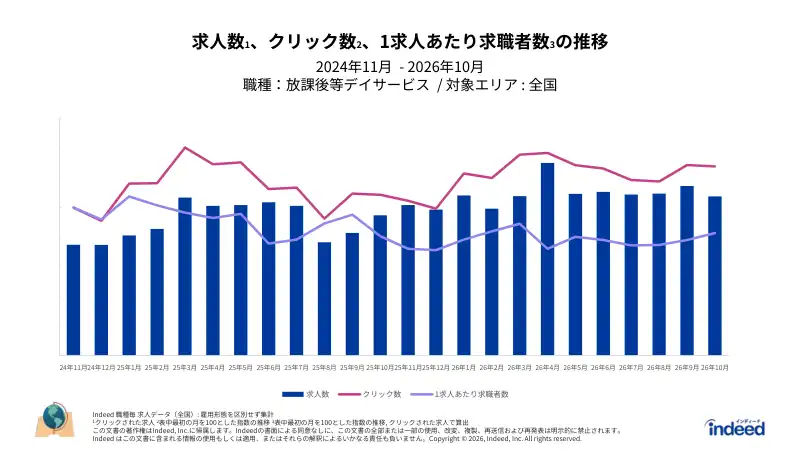 求人数1、クリック数2、1求人あたり求職者数3の推移
2024年11月 - 2026年10月
職種：放課後等デイサービス / 対象エリア : 全国
24年11月 24年12月 25年1月 25年2月 25年3月 25年4月 25年5月 25年6月 25年7月 25年8月 25年9月 25年10月 25年11月 25年12月 26年1月 26年2月 26年3月 26年4月 26年5月 26年6月 26年7月 26年8月 26年9月 26年10月
求人数 クリック数 1求人あたり求職者数
Indeed 職種毎 求人データ（全国）: 雇用形態を区別せず集計
¹クリックされた求人 ²表中最初の月を100とした指数の推移 ³表中最初の月を100とした指数の推移, クリックされた求人で算出
この文書の著作権はIndeed, Inc.に帰属します。Indeedの書面による同意なしに、この文書の全部または一部の使用、改変、複製、再送信および再発表は明示的に禁止されます。
Indeed はこの文書に含まれる情報の使用もしくは適用、またはそれらの解釈によるいかなる責任も負いません。Copyright © 2026, Indeed, Inc. All rights reserved.
インディード
indeed